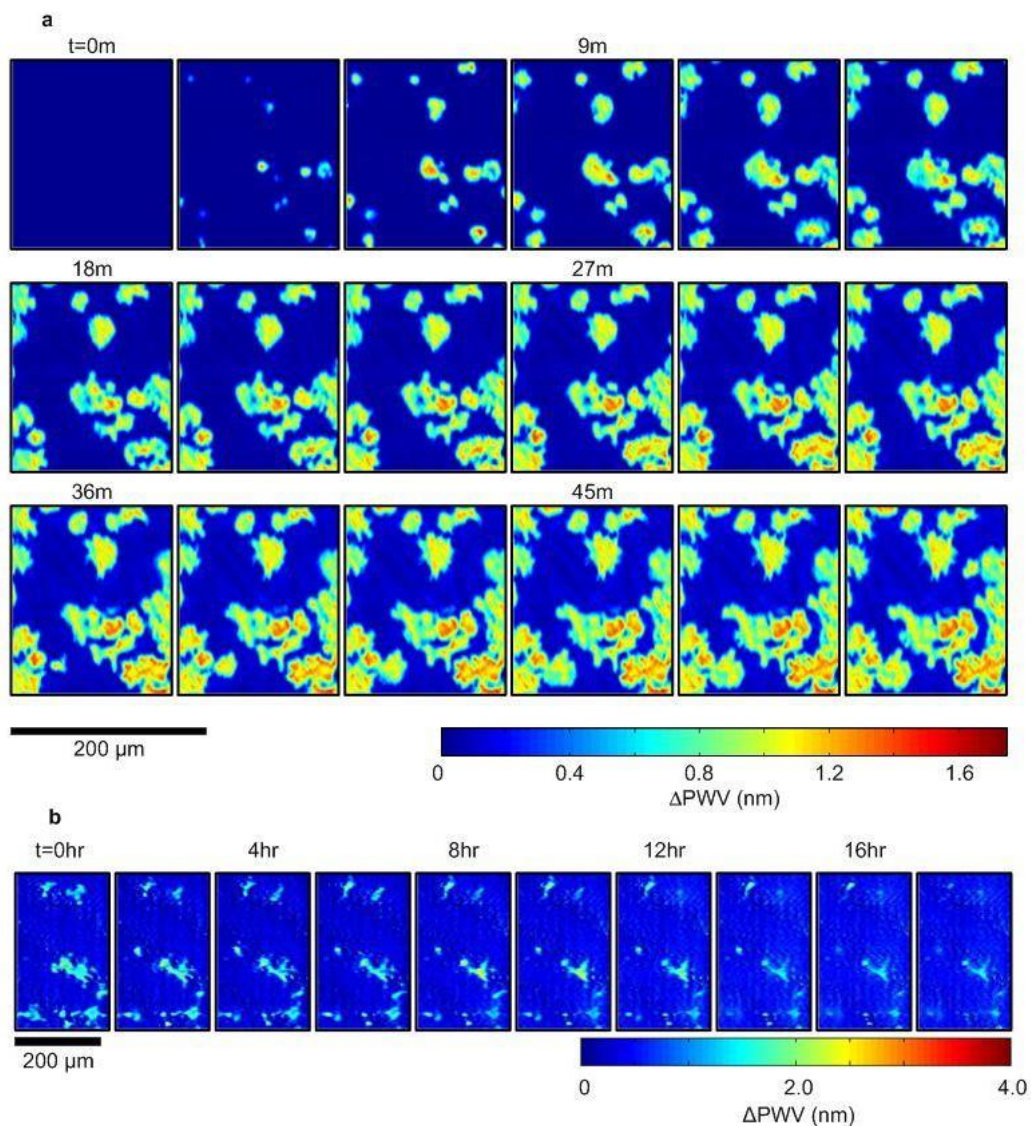 a
t=0m 9m
18m 27m
36m 45m
200 µm
0 0.4 0.8 1.2 1.6
ΔPWV (nm)
b
t=0hr 4hr 8hr 12hr 16hr
200 µm
0 2.0 4.0
ΔPWV (nm)